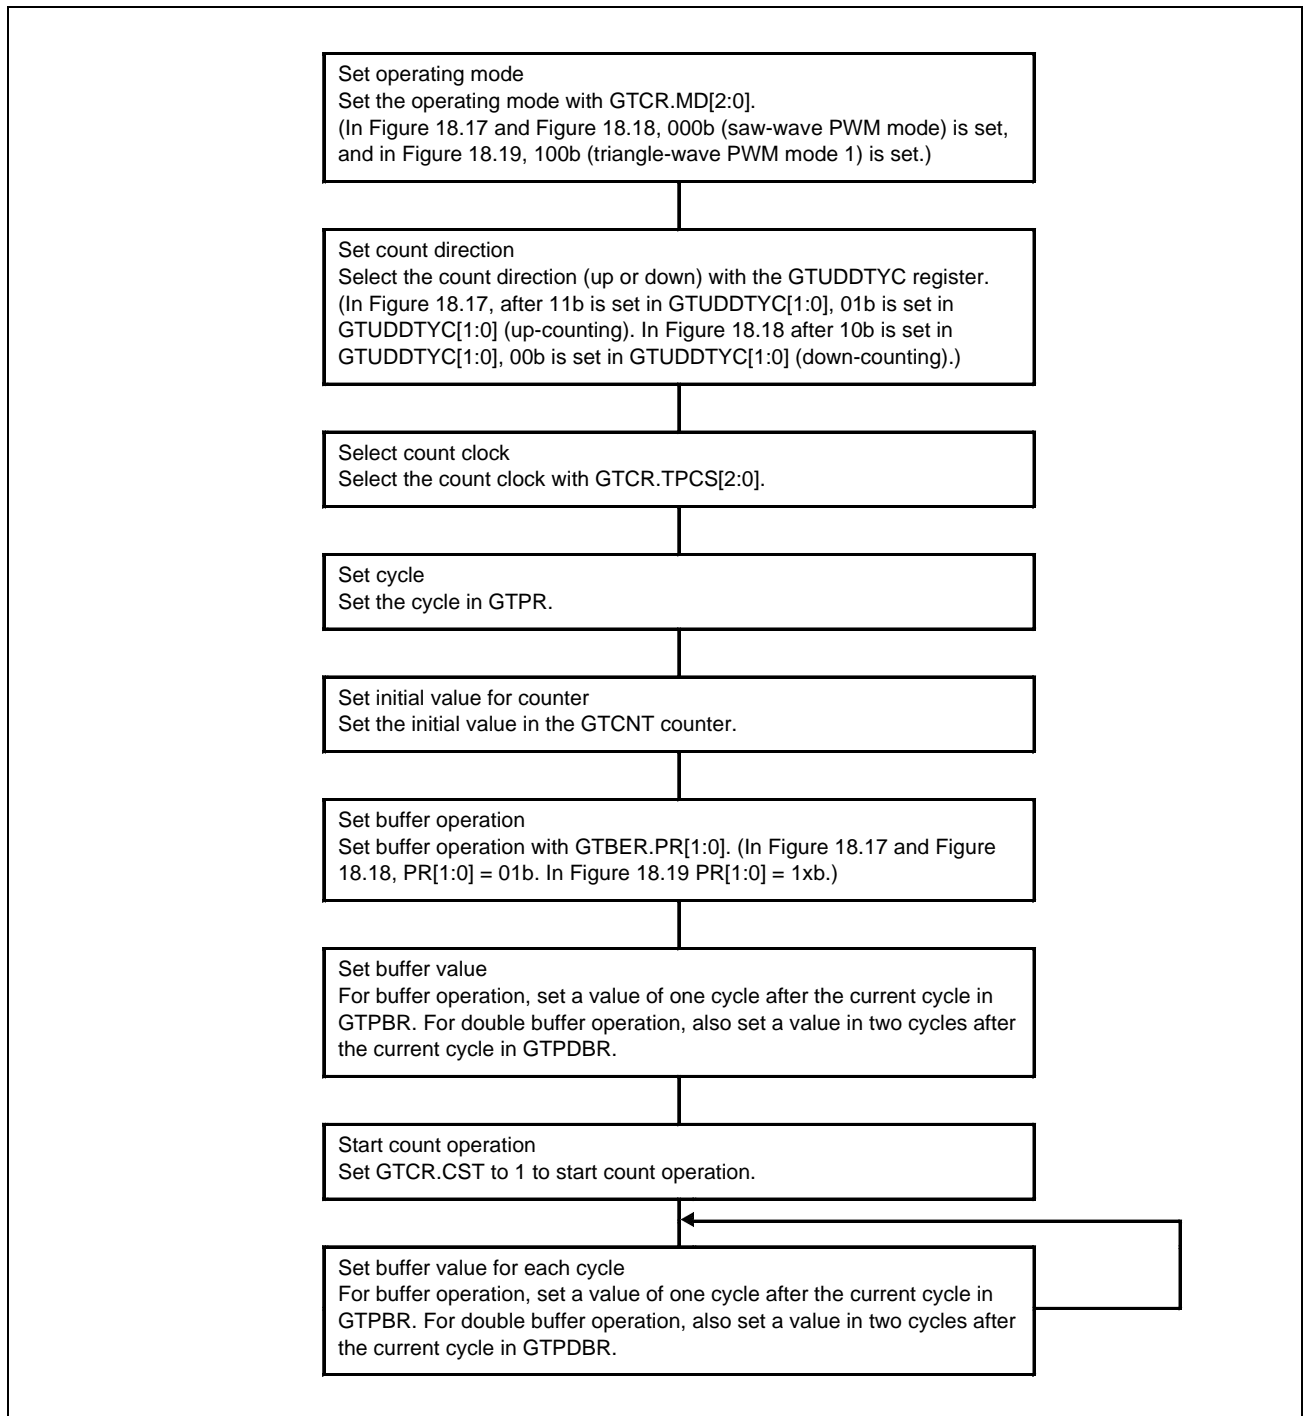 Set operating mode
Set the operating mode with GTCR.MD[2:0].
(In Figure 18.17 and Figure 18.18, 000b (saw-wave PWM mode) is set,
and in Figure 18.19, 100b (triangle-wave PWM mode 1) is set.)
Set count direction
Select the count direction (up or down) with the GTUDDTYC register.
(In Figure 18.17, after 11b is set in GTUDDTYC[1:0], 01b is set in
GTUDDTYC[1:0] (up-counting). In Figure 18.18 after 10b is set in
GTUDDTYC[1:0], 00b is set in GTUDDTYC[1:0] (down-counting).)
Select count clock
Select the count clock with GTCR.TPCS[2:0].
Set cycle
Set the cycle in GTPR.
Set initial value for counter
Set the initial value in the GTCNT counter.
Set buffer operation
Set buffer operation with GTBER.PR[1:0]. (In Figure 18.17 and Figure
18.18, PR[1:0] = 01b. In Figure 18.19 PR[1:0] = 1xb.)
Set buffer value
For buffer operation, set a value of one cycle after the current cycle in
GTPBR. For double buffer operation, also set a value in two cycles after
the current cycle in GTPDBR.
Start count operation
Set GTCR.CST to 1 to start count operation.
Set buffer value for each cycle
For buffer operation, set a value of one cycle after the current cycle in
GTPBR. For double buffer operation, also set a value in two cycles after
the current cycle in GTPDBR.